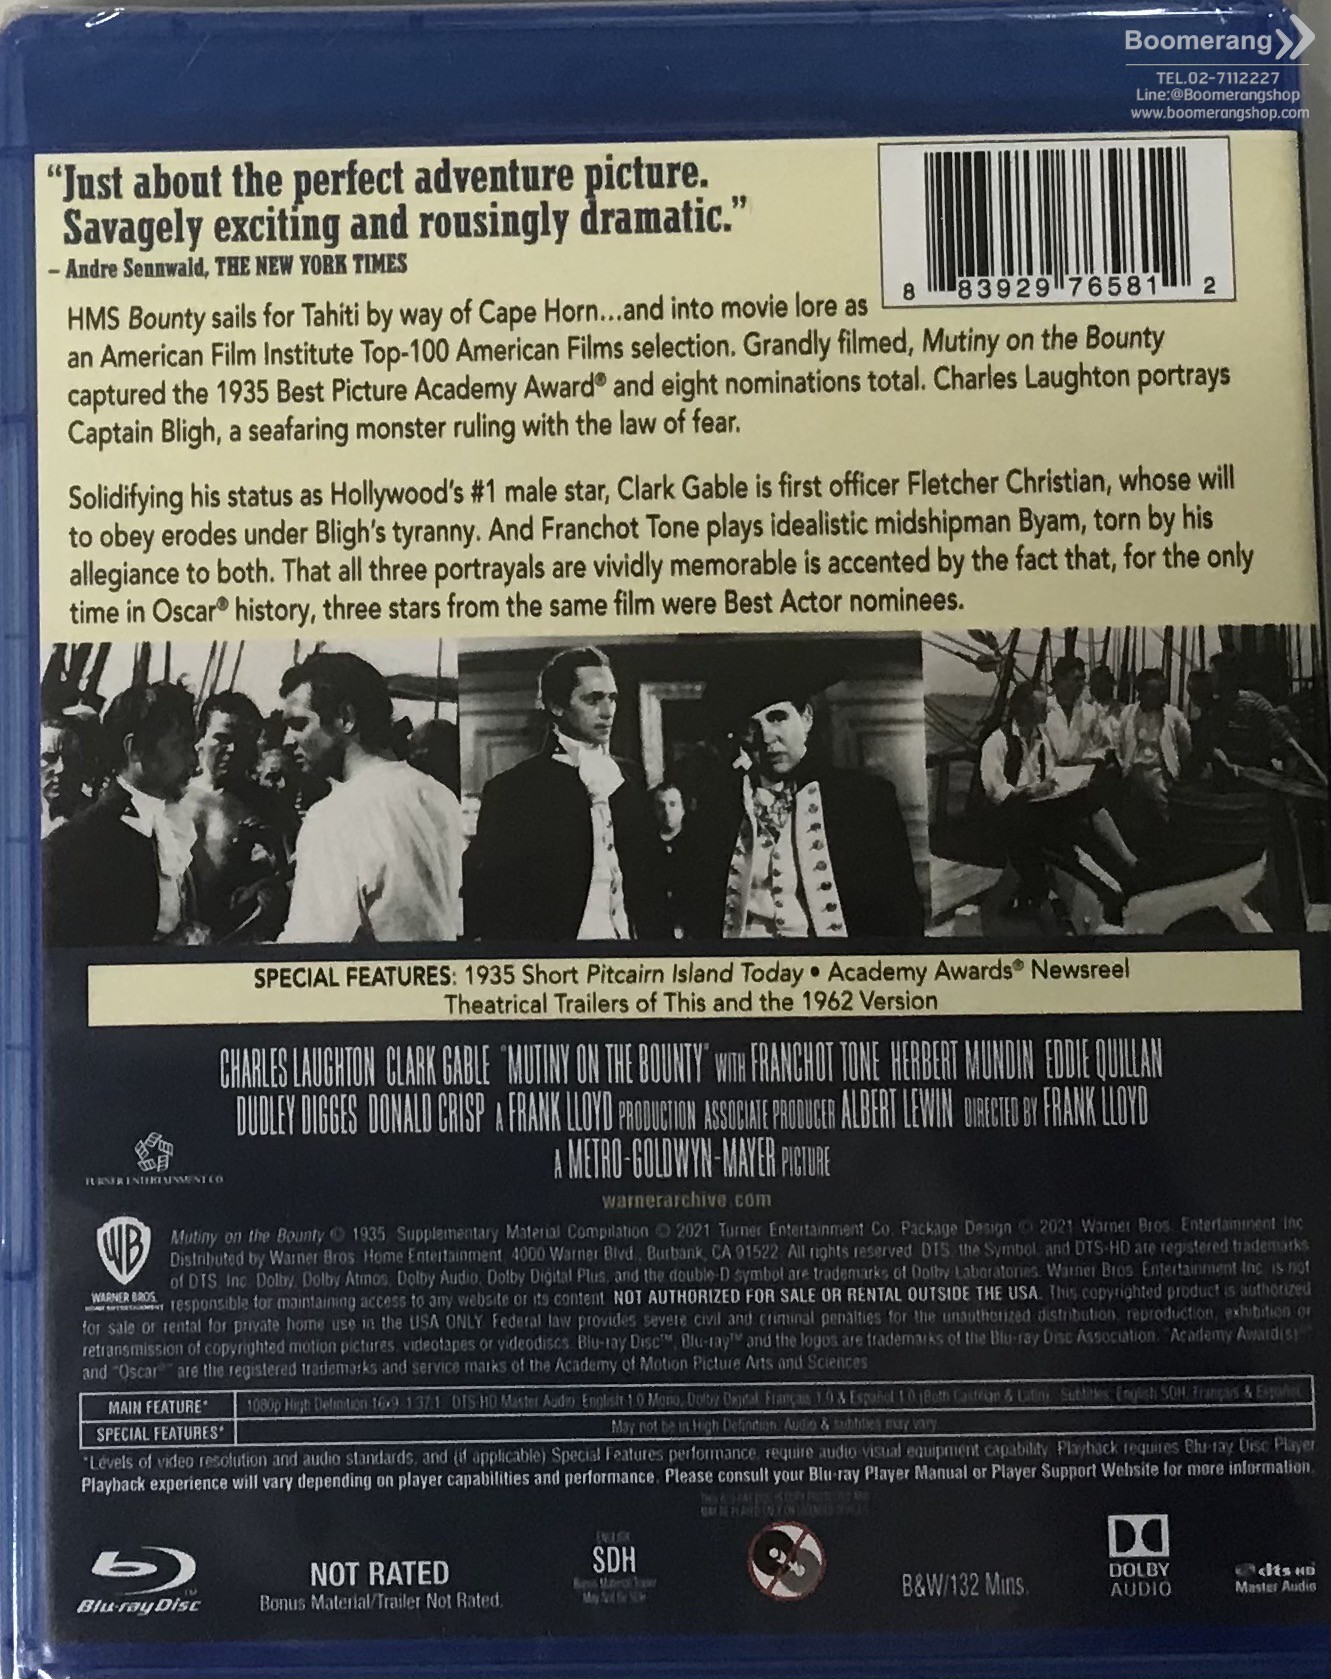 Boomerang
TEL.02-7112227
Line:@Boomerangshop
www.boomerangshop.com
“Just about the perfect adventure picture.
Savagely exciting and rousingly dramatic.”
– Andre Sennwald, THE NEW YORK TIMES
8 83929 76581 2
HMS Bounty sails for Tahiti by way of Cape Horn...and into movie lore as
an American Film Institute Top-100 American Films selection. Grandly filmed, Mutiny on the Bounty
captured the 1935 Best Picture Academy Award® and eight nominations total. Charles Laughton portrays
Captain Bligh, a seafaring monster ruling with the law of fear.
Solidifying his status as Hollywood's #1 male star, Clark Gable is first officer Fletcher Christian, whose will
to obey erodes under Bligh's tyranny. And Franchot Tone plays idealistic midshipman Byam, torn by his
allegiance to both. That all three portrayals are vividly memorable is accented by the fact that, for the only
time in Oscar® history, three stars from the same film were Best Actor nominees.
SPECIAL FEATURES: 1935 Short Pitcairn Island Today • Academy Awards® Newsreel
Theatrical Trailers of This and the 1962 Version
CHARLES LAUGHTON CLARK GABLE "MUTINY ON THE BOUNTY" WITH FRANCHOT TONE HERBERT MUNDIN EDDIE QUILLAN
DUDLEY DIGGES DONALD CRISP A FRANK LLOYD PRODUCTION ASSOCIATE PRODUCER ALBERT LEWIN DIRECTED BY FRANK LLOYD
A METRO-GOLDWYN-MAYER PICTURE
TURNER ENTERTAINMENT CO
warnerarchive.com
WB
WARNER BROS.
HOME ENTERTAINMENT
Mutiny on the Bounty © 1935. Supplementary Material Compilation © 2021 Turner Entertainment Co. Package Design © 2021 Warner Bros. Entertainment Inc.
Distributed by Warner Bros. Home Entertainment, 4000 Warner Blvd., Burbank, CA 91522. All rights reserved. DTS, the Symbol, and DTS-HD are registered trademarks
of DTS, Inc. Dolby, Dolby Atmos, Dolby Audio, Dolby Digital Plus, and the double-D symbol are trademarks of Dolby Laboratories. Warner Bros. Entertainment Inc. is not
responsible for maintaining access to any website or its content. NOT AUTHORIZED FOR SALE OR RENTAL OUTSIDE THE USA. This copyrighted product is authorized
for sale or rental for private home use in the USA ONLY. Federal law provides severe civil and criminal penalties for the unauthorized distribution, reproduction, exhibition or
retransmission of copyrighted motion pictures, videotapes or videodiscs. Blu-ray Disc™, Blu-ray™ and the logos are trademarks of the Blu-ray Disc Association. "Academy Award(s)®"
and "Oscar®" are the registered trademarks and service marks of the Academy of Motion Picture Arts and Sciences
MAIN FEATURE* 1080p High Definition 16x9 1.37:1 DTS-HD Master Audio: English 1.0 Mono, Dolby Digital: Français 1.0 & Español 1.0 (Both Castilian & Latin) Subtitles: English SDH, Français & Español
SPECIAL FEATURES* May not be in High Definition. Audio & subtitles may vary.
*Levels of video resolution and audio standards, and (if applicable) Special Features performance, require audio visual equipment capability. Playback requires Blu-ray Disc Player
Playback experience will vary depending on player capabilities and performance. Please consult your Blu-ray Player Manual or Player Support Website for more information.
Blu-ray Disc
NOT RATED
Bonus Material/Trailer Not Rated.
ENGLISH
SDH
Bonus Material/Trailer
May Not Be SDH
B&W/132 Mins.
DOLBY
AUDIO
dts HD
Master Audio